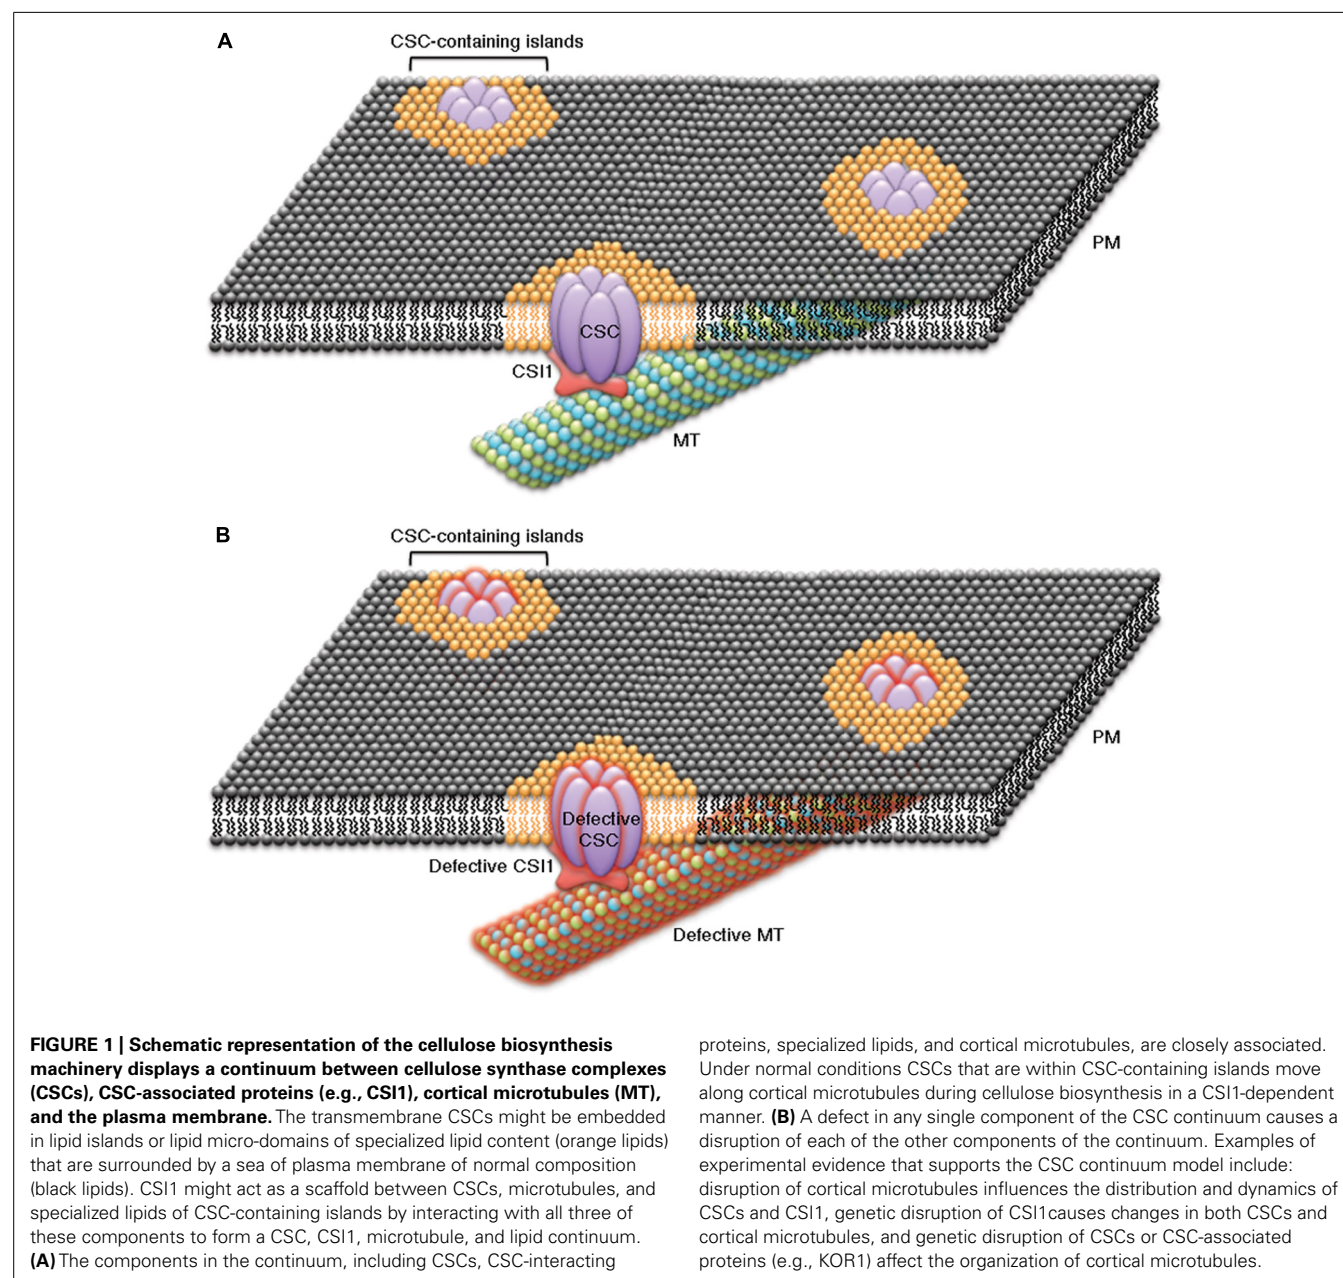 A
CSC-containing islands
PM
CSC
CSI1
MT
B
CSC-containing islands
PM
Defective
CSC
Defective CSI1
Defective MT
FIGURE 1 | Schematic representation of the cellulose biosynthesis
machinery displays a continuum between cellulose synthase complexes
(CSCs), CSC-associated proteins (e.g., CSI1), cortical microtubules (MT),
and the plasma membrane. The transmembrane CSCs might be embedded
in lipid islands or lipid micro-domains of specialized lipid content (orange lipids)
that are surrounded by a sea of plasma membrane of normal composition
(black lipids). CSI1 might act as a scaffold between CSCs, microtubules, and
specialized lipids of CSC-containing islands by interacting with all three of
these components to form a CSC, CSI1, microtubule, and lipid continuum.
(A) The components in the continuum, including CSCs, CSC-interacting
proteins, specialized lipids, and cortical microtubules, are closely associated.
Under normal conditions CSCs that are within CSC-containing islands move
along cortical microtubules during cellulose biosynthesis in a CSI1-dependent
manner. (B) A defect in any single component of the CSC continuum causes a
disruption of each of the other components of the continuum. Examples of
experimental evidence that supports the CSC continuum model include:
disruption of cortical microtubules influences the distribution and dynamics of
CSCs and CSI1, genetic disruption of CSI1causes changes in both CSCs and
cortical microtubules, and genetic disruption of CSCs or CSC-associated
proteins (e.g., KOR1) affect the organization of cortical microtubules.